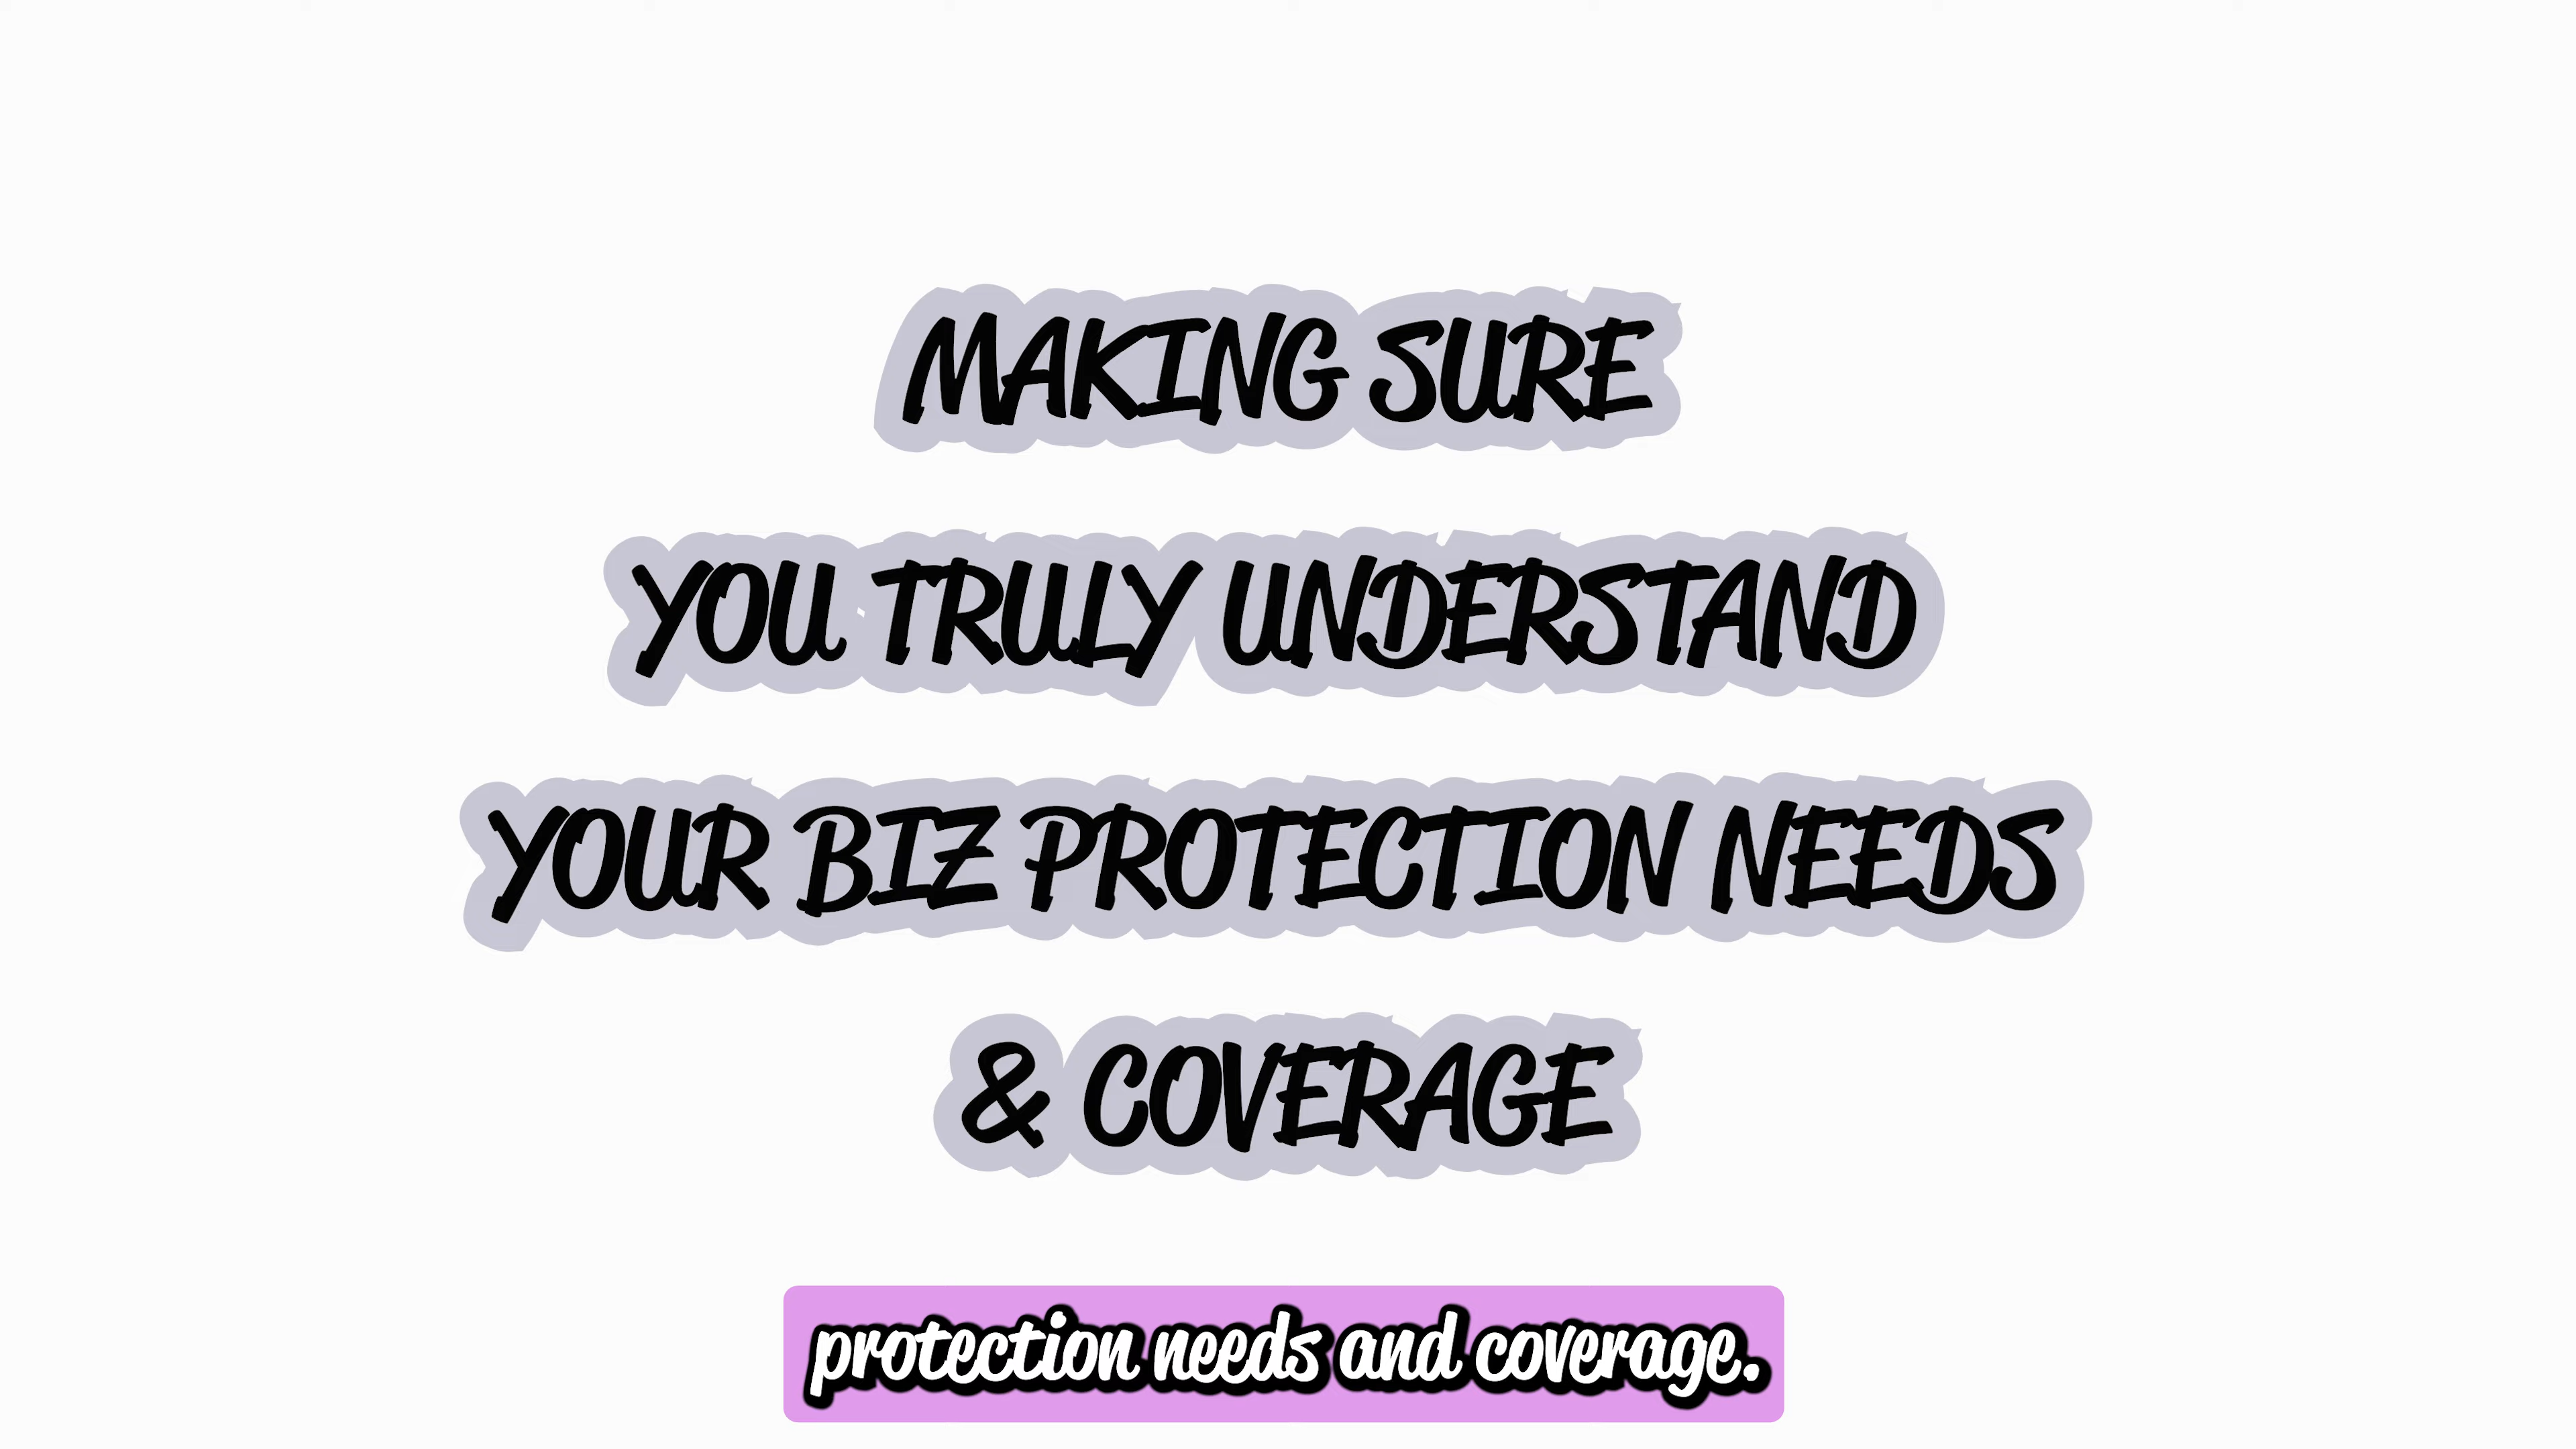 MAKING SURE
YOU TRULY UNDERSTAND
YOUR BIZ PROTECTION NEEDS
& COVERAGE
protection needs and coverage.